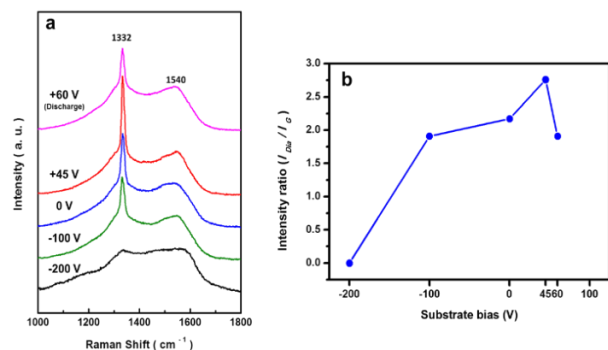 a
1332
1540
+60 V
(Discharge)
+45 V
0 V
-100 V
-200 V
Intensity ( a. u. )
1000 1200 1400 1600 1800
Raman Shift ( cm⁻¹ )
b
3.0
2.5
2.0
1.5
1.0
0.5
0.0
Intensity ratio (I Dia / I G )
-200 -100 0 4560 100
Substrate bias (V)